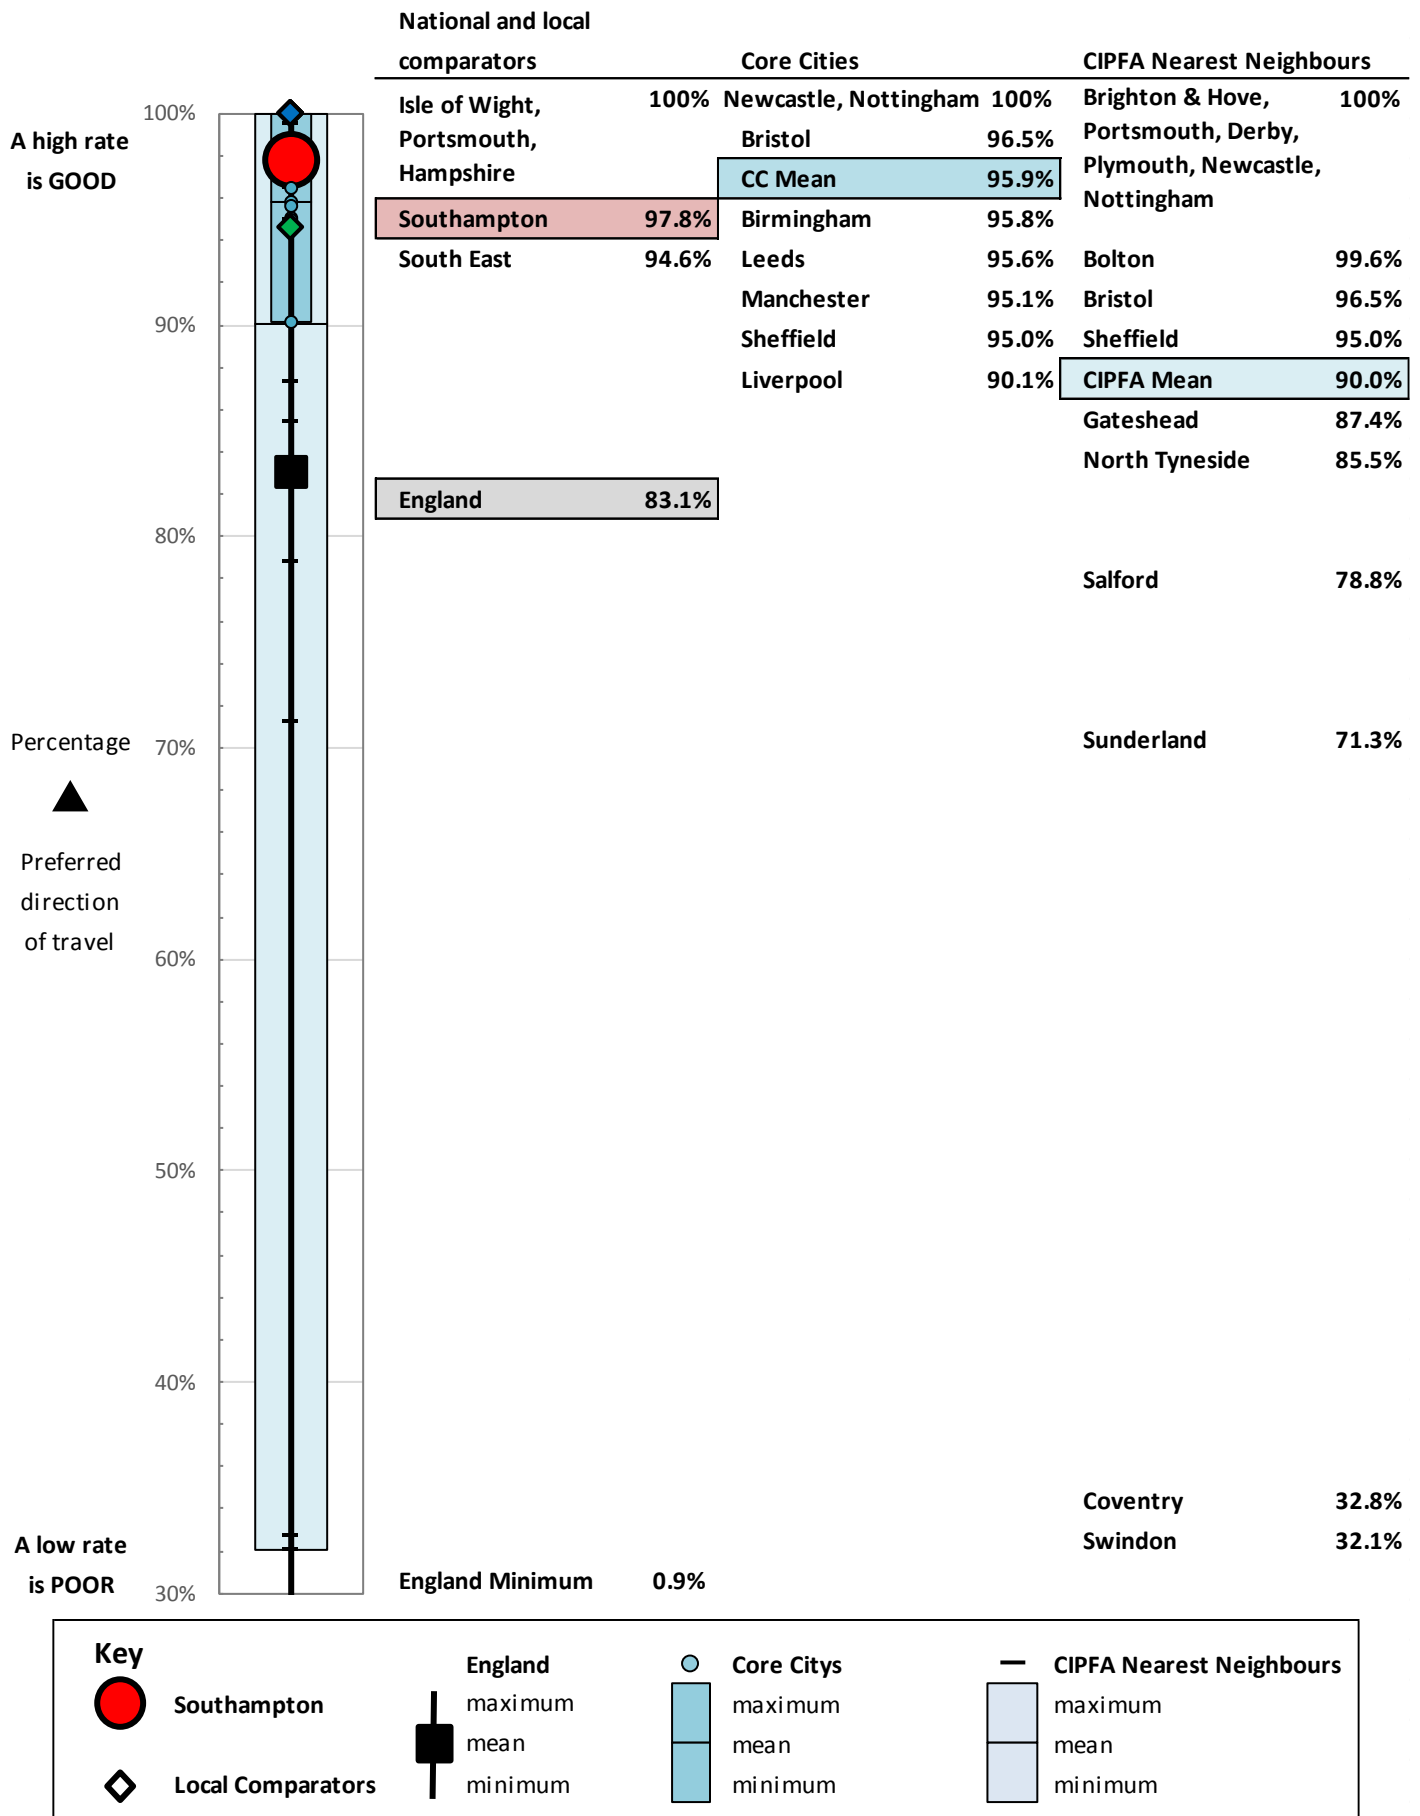 National and local
comparators
Core Cities
CIPFA Nearest Neighbours
A high rate
is GOOD
Percentage
Preferred
direction
of travel
A low rate
is POOR
100%
90%
80%
70%
60%
50%
40%
30%
Isle of Wight, 100%
Portsmouth,
Hampshire
Southampton 97.8%
South East 94.6%
England 83.1%
England Minimum 0.9%
Newcastle, Nottingham 100%
Bristol 96.5%
CC Mean 95.9%
Birmingham 95.8%
Leeds 95.6%
Manchester 95.1%
Sheffield 95.0%
Liverpool 90.1%
Brighton & Hove, 100%
Portsmouth, Derby,
Plymouth, Newcastle,
Nottingham
Bolton 99.6%
Bristol 96.5%
Sheffield 95.0%
CIPFA Mean 90.0%
Gateshead 87.4%
North Tyneside 85.5%
Salford 78.8%
Sunderland 71.3%
Coventry 32.8%
Swindon 32.1%
Key
Southampton
Local Comparators
England
maximum
mean
minimum
Core Citys
maximum
mean
minimum
CIPFA Nearest Neighbours
maximum
mean
minimum